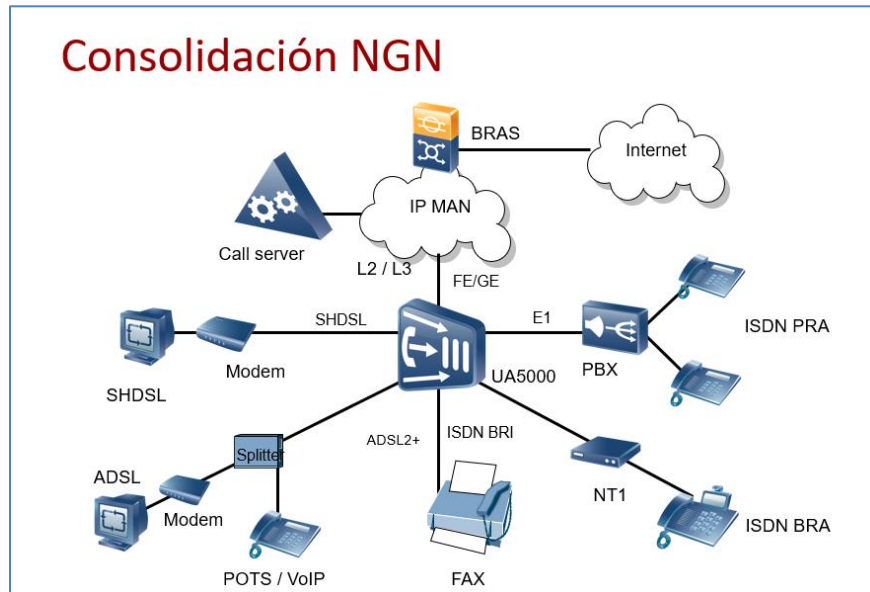 Consolidación NGN
BRAS
Internet
IP MAN
Call server
L2 / L3
FE/GE
SHDSL
E1
ISDN PRA
Modem
PBX
UA5000
SHDSL
ADSL2+
ISDN BRI
Splitter
ADSL
NT1
Modem
ISDN BRA
POTS / VoIP
FAX